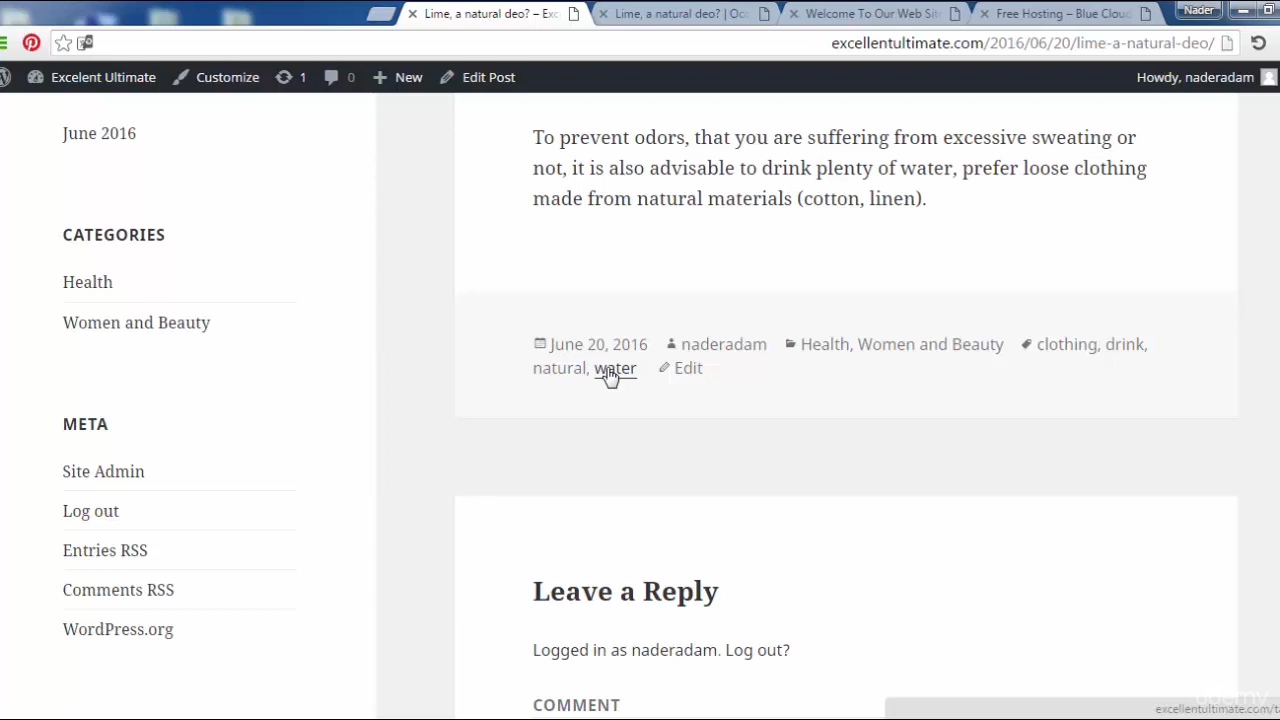 Lime, a natural deo? – Exc
Lime, a natural deo? | Oce
Welcome To Our Web Site
Free Hosting – Blue Cloud
Nader
excellentultimate.com/2016/06/20/lime-a-natural-deo/
Excelent Ultimate
Customize
1
0
New
Edit Post
Howdy, naderadam
June 2016
CATEGORIES
Health
Women and Beauty
META
Site Admin
Log out
Entries RSS
Comments RSS
WordPress.org
To prevent odors, that you are suffering from excessive sweating or
not, it is also advisable to drink plenty of water, prefer loose clothing
made from natural materials (cotton, linen).
June 20, 2016 naderadam Health, Women and Beauty clothing, drink,
natural, water Edit
Leave a Reply
Logged in as naderadam. Log out?
COMMENT
udemy
excellentultimate.com/t